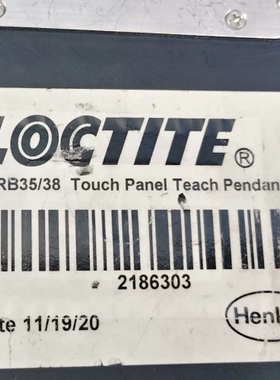 LOCTITE ®
RB35/38 Touch Panel Teach Pendan
2186303
te 11/19/20
Henk